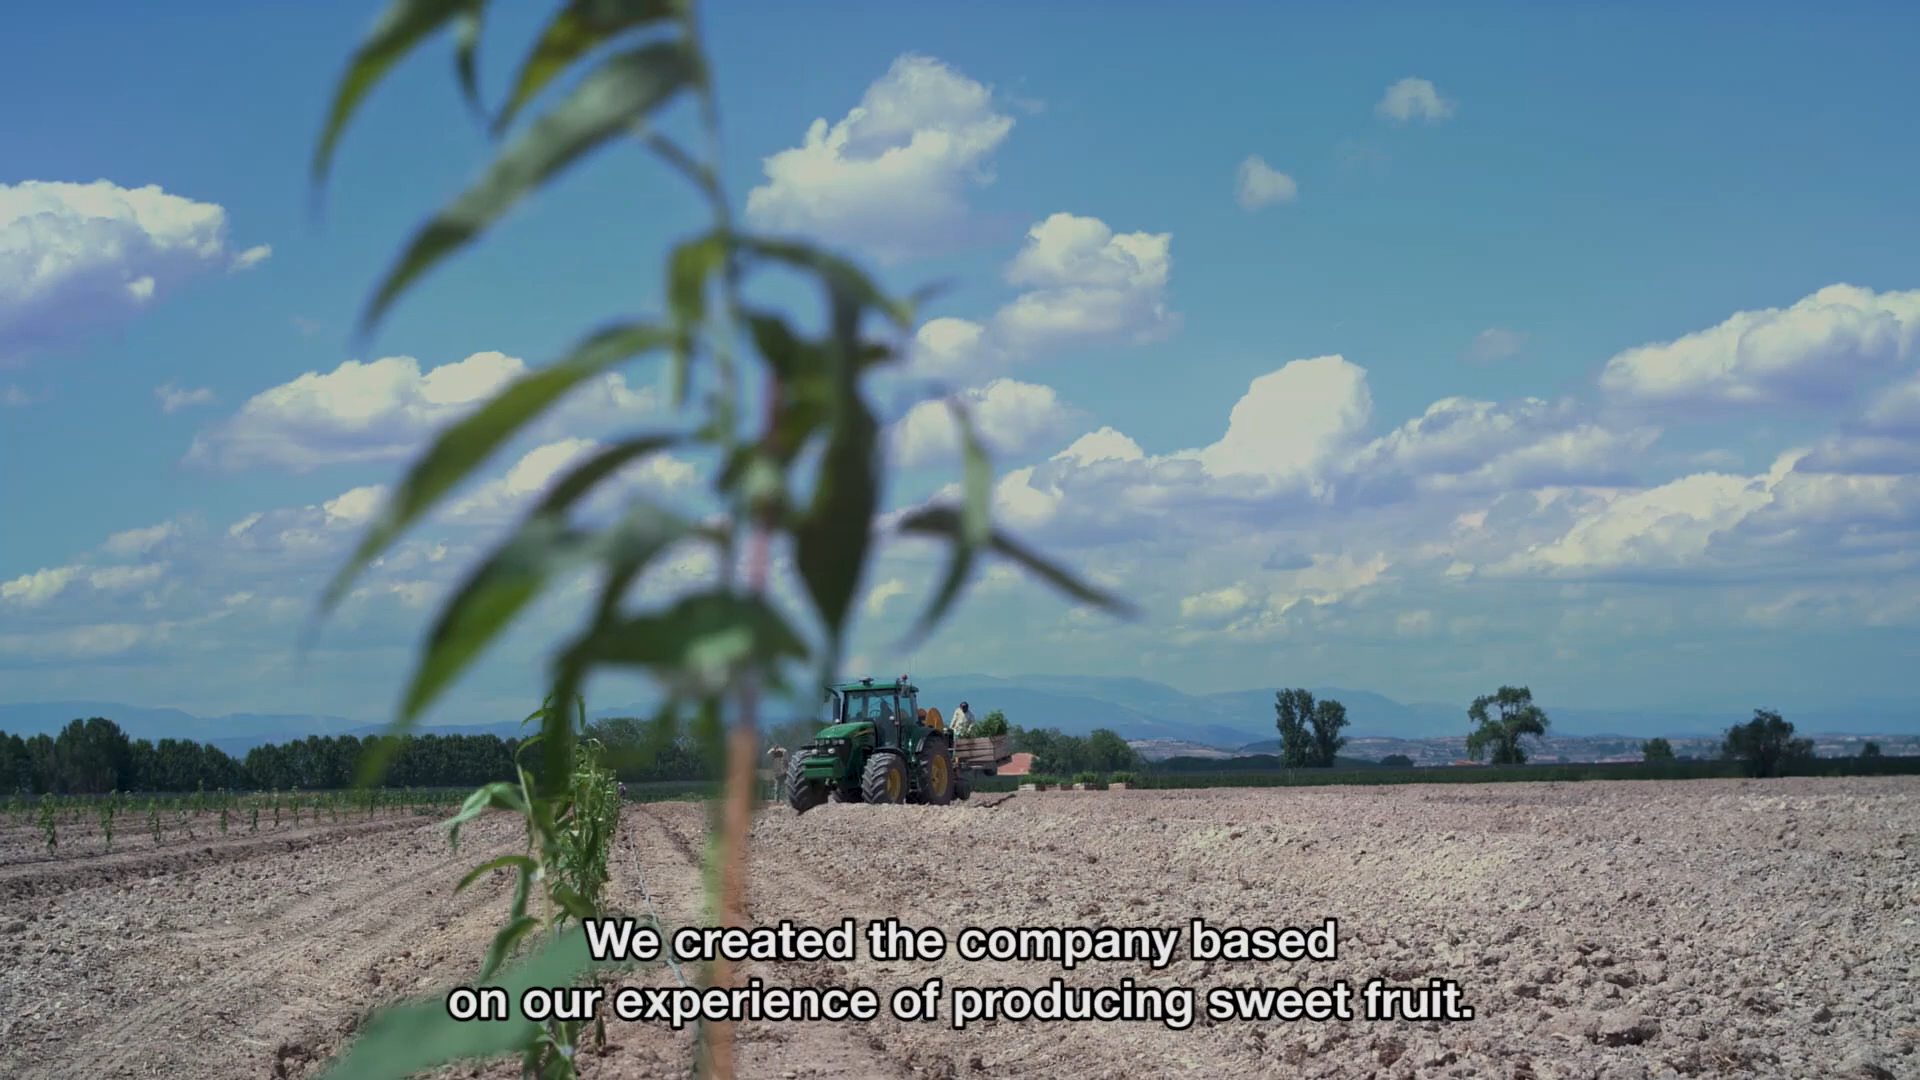 We created the company based
on our experience of producing sweet fruit.